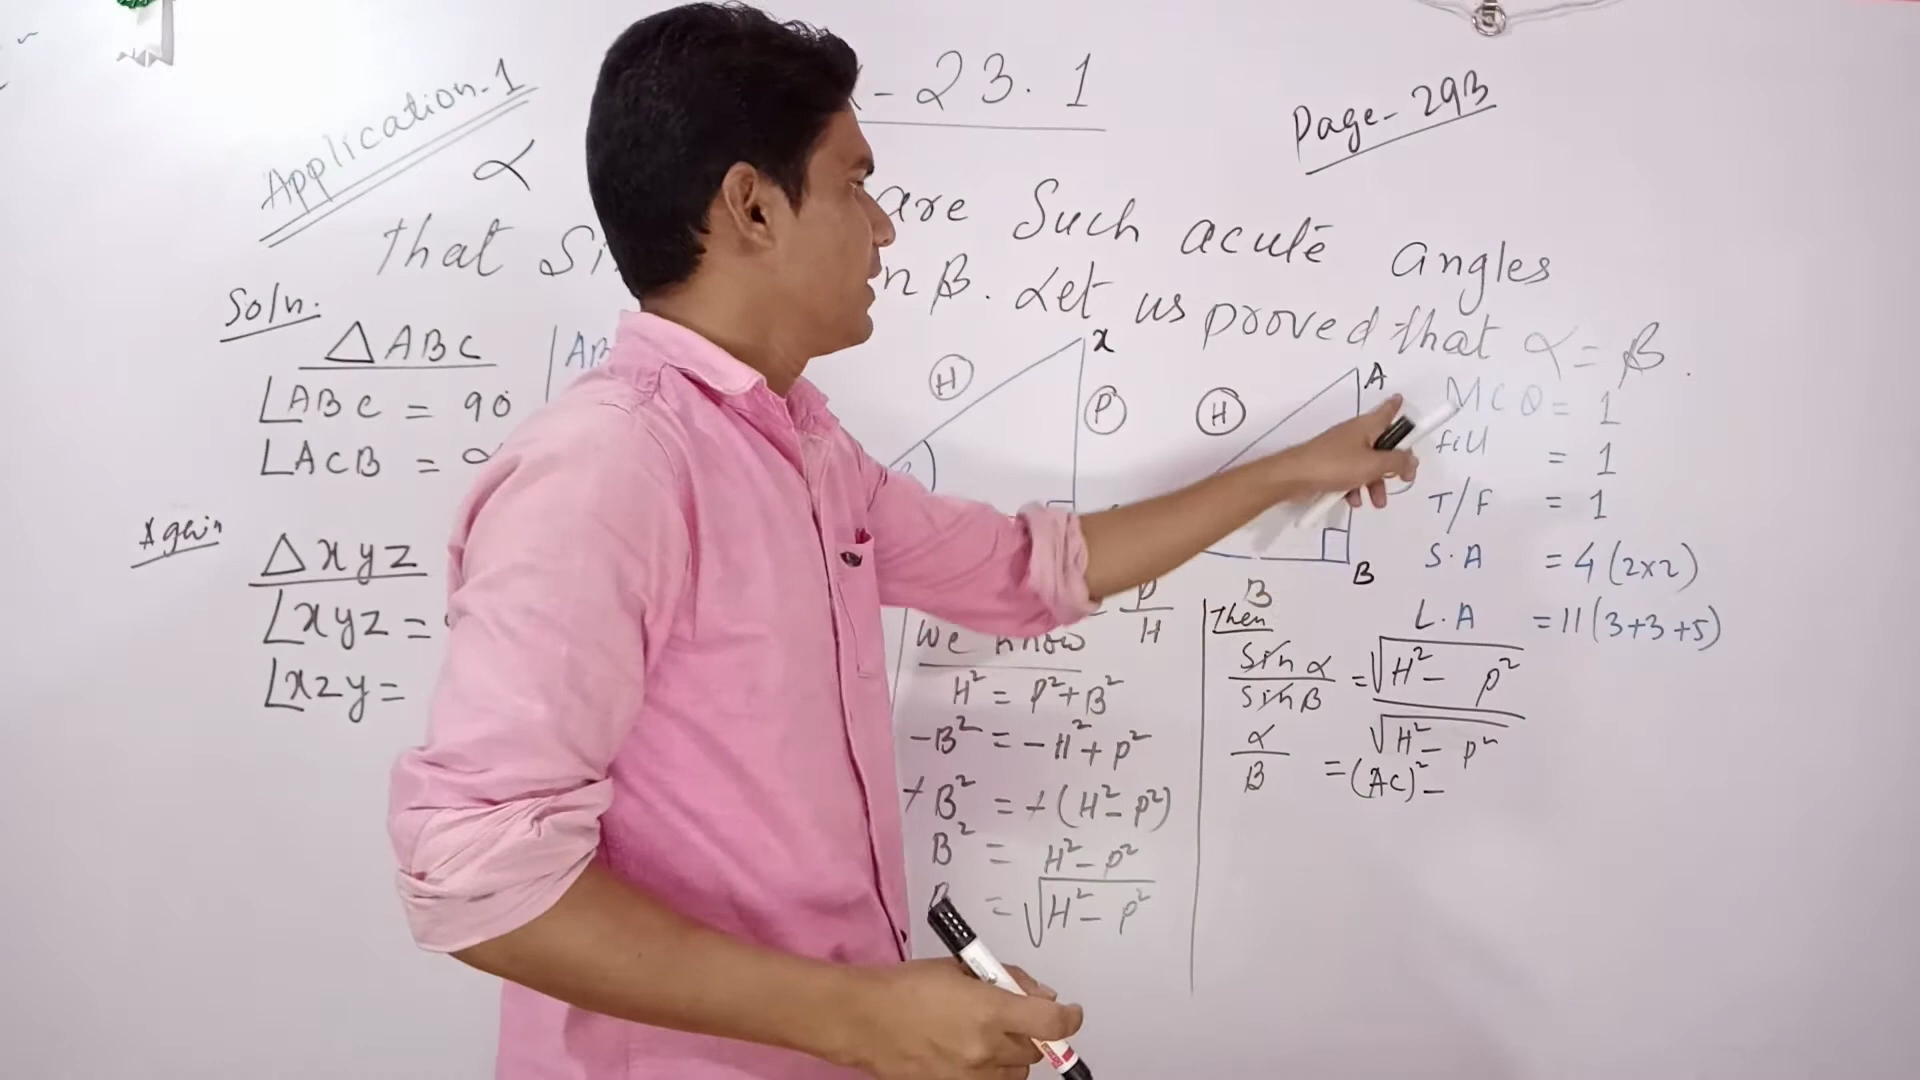 Application-1
- 23.1
Page-293
α are Such acute angles
that Si n β. Let us proved that α = β.
Soln.
△ABC
∠ABC = 90
∠ACB = α
AB
Again
△xyz
∠xyz =
∠xzy =
H
x
P
H
A
B
MCQ = 1
fill = 1
T/F = 1
S.A = 4 (2x2)
L.A = 11 (3+3+5)
P/H
We know
H² = P²+B²
-B² = -H²+ P²
+B² = +(H²-P²)
B² = H²-P²
= √H²-P²
B
Then
Sin α/Sin B = √H²- P²/√H²- P²
α/B = (AC)² -